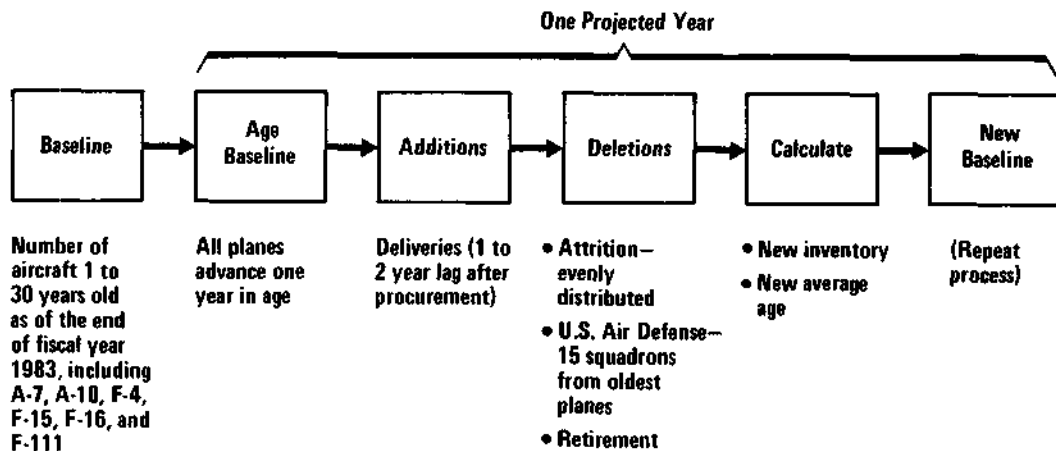 One Projected Year
Baseline
Age
Baseline
Additions
Deletions
Calculate
New
Baseline
Number of
aircraft 1 to
30 years old
as of the end
of fiscal year
1983, including
A-7, A-10, F-4,
F-15, F-16, and
F-111
All planes
advance one
year in age
Deliveries (1 to
2 year lag after
procurement)
• Attrition—
evenly
distributed
• U.S. Air Defense—
15 squadrons
from oldest
planes
• Retirement
• New inventory
• New average
age
(Repeat
process)